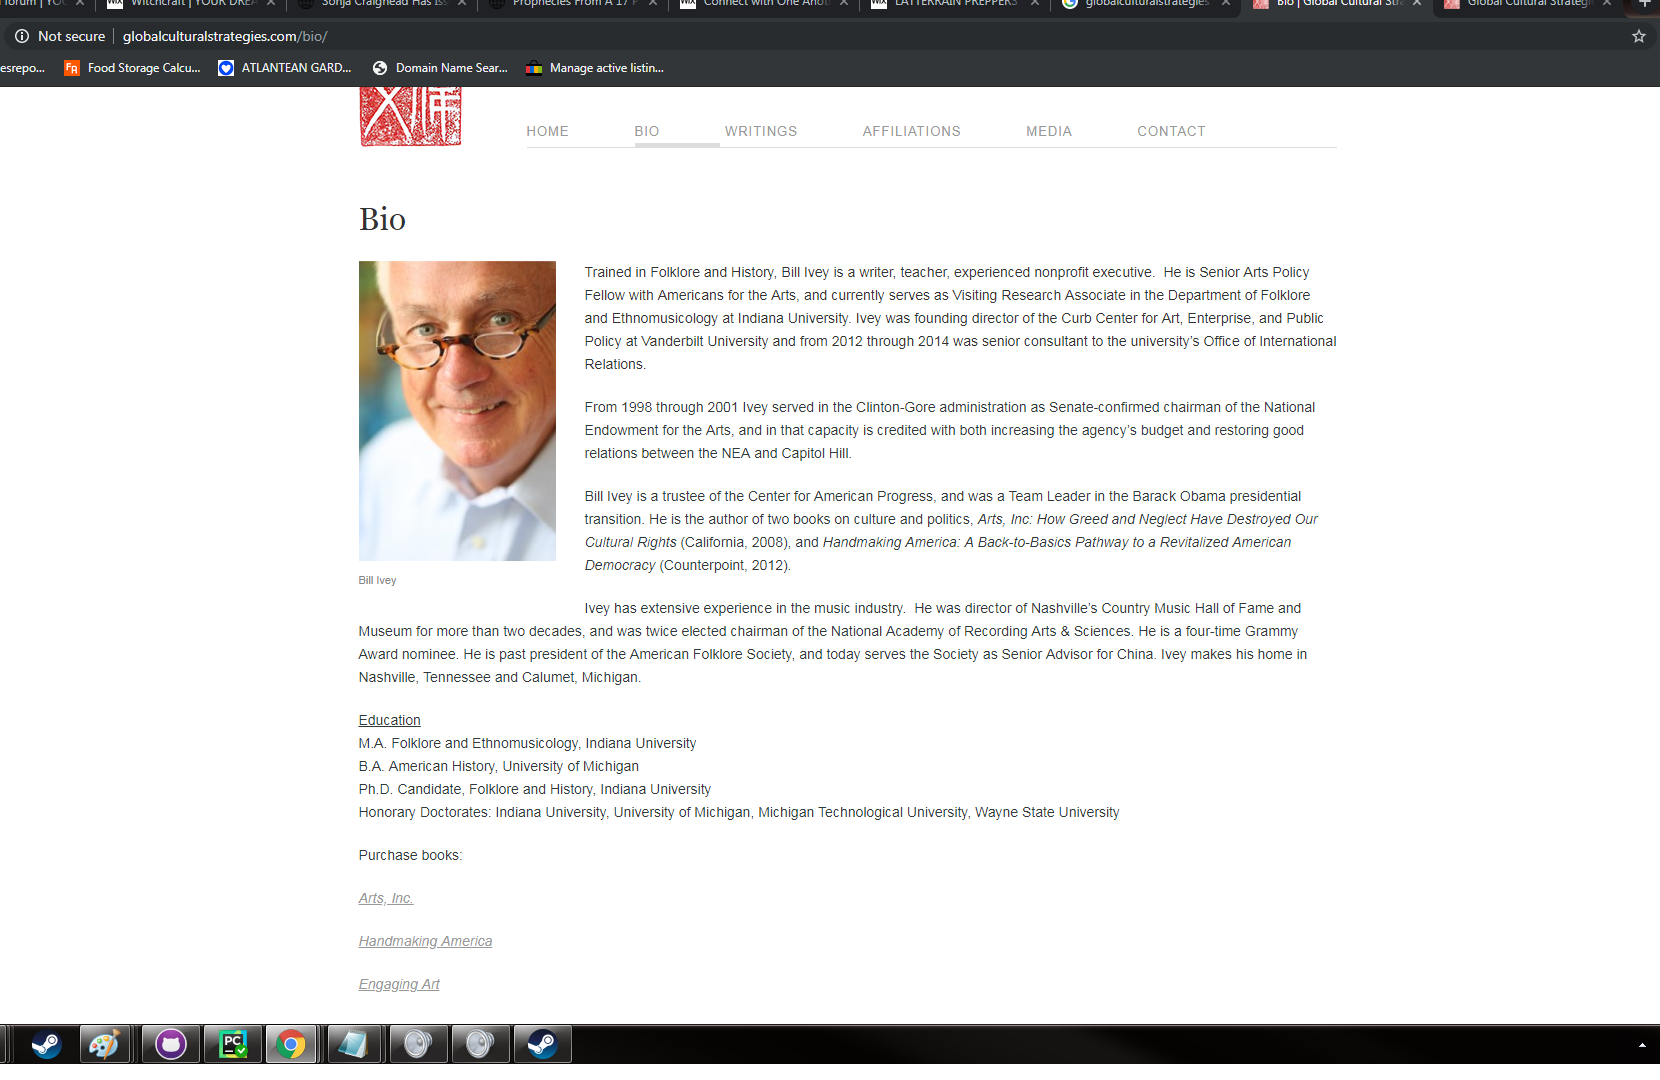 forum | YO
Witchcraft | YOUR DREA
Sonja Craighead Has Iss
Prophecies From A 17
Connect with One Anot
LATTERRAIN PREPPERS
globalculturalstrategies
Bio | Global Cultural Stra
Global Cultural Strategi
Not secure globalculturalstrategies.com/bio/
esrepo... FA Food Storage Calcu... ATLANTEAN GARD... Domain Name Sear... Manage active listin...
HOME BIO WRITINGS AFFILIATIONS MEDIA CONTACT
Bio
Trained in Folklore and History, Bill Ivey is a writer, teacher, experienced nonprofit executive. He is Senior Arts Policy
Fellow with Americans for the Arts, and currently serves as Visiting Research Associate in the Department of Folklore
and Ethnomusicology at Indiana University. Ivey was founding director of the Curb Center for Art, Enterprise, and Public
Policy at Vanderbilt University and from 2012 through 2014 was senior consultant to the university's Office of International
Relations.
From 1998 through 2001 Ivey served in the Clinton-Gore administration as Senate-confirmed chairman of the National
Endowment for the Arts, and in that capacity is credited with both increasing the agency's budget and restoring good
relations between the NEA and Capitol Hill.
Bill Ivey is a trustee of the Center for American Progress, and was a Team Leader in the Barack Obama presidential
transition. He is the author of two books on culture and politics, Arts, Inc: How Greed and Neglect Have Destroyed Our
Cultural Rights (California, 2008), and Handmaking America: A Back-to-Basics Pathway to a Revitalized American
Democracy (Counterpoint, 2012).
Bill Ivey
Ivey has extensive experience in the music industry. He was director of Nashville's Country Music Hall of Fame and
Museum for more than two decades, and was twice elected chairman of the National Academy of Recording Arts & Sciences. He is a four-time Grammy
Award nominee. He is past president of the American Folklore Society, and today serves the Society as Senior Advisor for China. Ivey makes his home in
Nashville, Tennessee and Calumet, Michigan.
Education
M.A. Folklore and Ethnomusicology, Indiana University
B.A. American History, University of Michigan
Ph.D. Candidate, Folklore and History, Indiana University
Honorary Doctorates: Indiana University, University of Michigan, Michigan Technological University, Wayne State University
Purchase books:
Arts, Inc.
Handmaking America
Engaging Art
PC